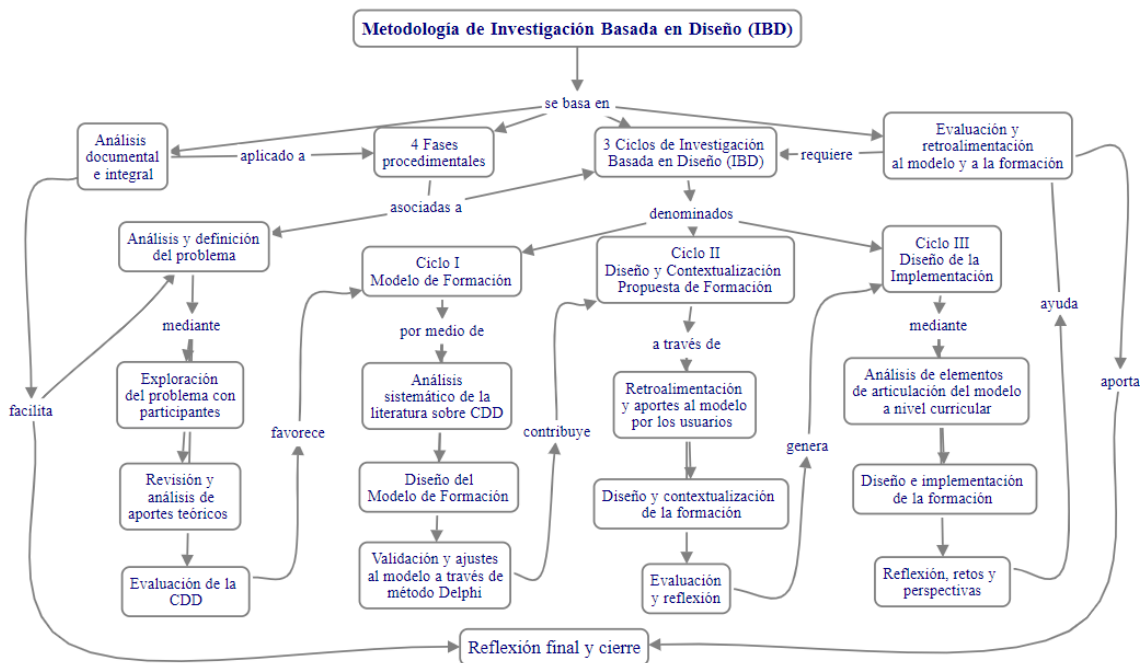 Metodología de Investigación Basada en Diseño (IBD)
se basa en
Análisis
documental
e integral
aplicado a
4 Fases
procedimentales
3 Ciclos de Investigación
Basada en Diseño (IBD)
requiere
Evaluación y
retroalimentación
al modelo y a la formación
asociadas a
denominados
Análisis y definición
del problema
Ciclo I
Modelo de Formación
Ciclo II
Diseño y Contextualización
Propuesta de Formación
Ciclo III
Diseño de la
Implementación
mediante
por medio de
a través de
mediante
ayuda
Exploración
del problema con
participantes
Análisis
sistemático de la
literatura sobre CDD
Retroalimentación
y aportes al modelo
por los usuarios
Análisis de elementos
de articulación del modelo
a nivel curricular
facilita
favorece
contribuye
genera
aporta
Revisión y
análisis de
aportes teóricos
Diseño del
Modelo de Formación
Diseño y contextualización
de la formación
Diseño e implementación
de la formación
Evaluación de la
CDD
Validación y ajustes
al modelo a través de
método Delphi
Evaluación
y reflexión
Reflexión, retos y
perspectivas
Reflexión final y cierre